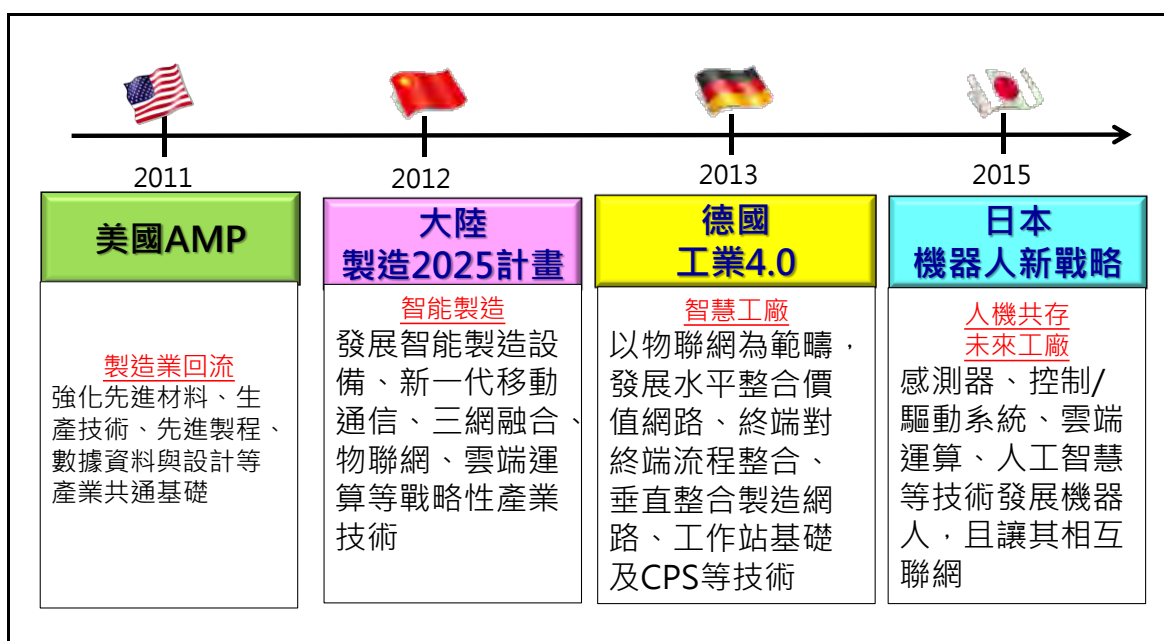 2011
美國AMP
製造業回流
強化先進材料、生
產技術、先進製程、
數據資料與設計等
產業共通基礎
2012
大陸
製造2025計畫
智能製造
發展智能製造設
備、新一代移動
通信、三網融合、
物聯網、雲端運
算等戰略性產業
技術
2013
德國
工業4.0
智慧工廠
以物聯網為範疇，
發展水平整合價
值網路、終端對
終端流程整合、
垂直整合製造網
路、工作站基礎
及CPS等技術
2015
日本
機器人新戰略
人機共存
未來工廠
感測器、控制/
驅動系統、雲端
運算、人工智慧
等技術發展機器
人，且讓其相互
聯網